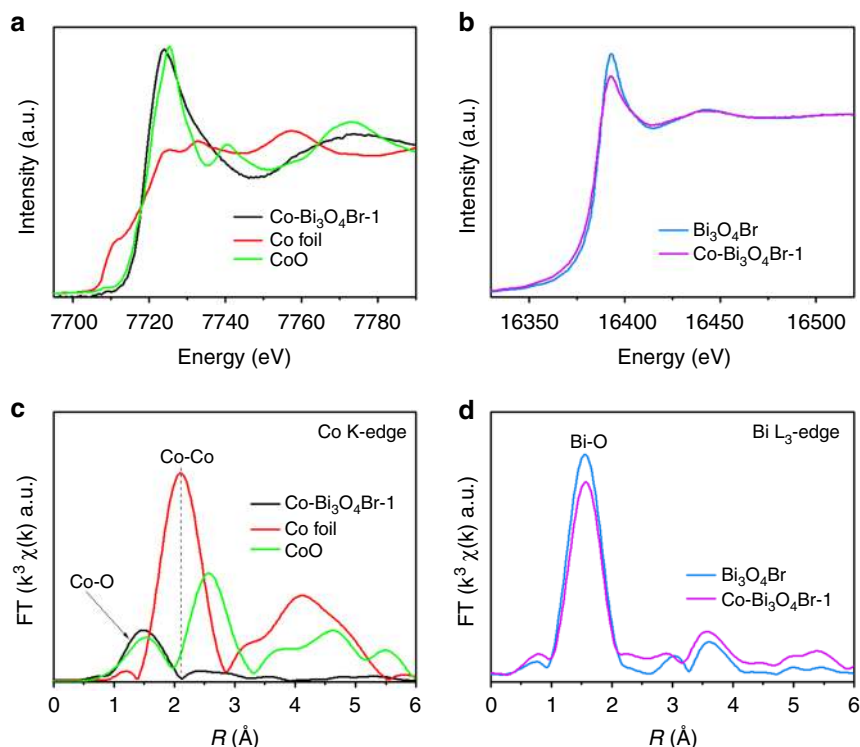 a
Intensity (a.u.)
Co-Bi₃O₄Br-1
Co foil
CoO
7700 7720 7740 7760 7780
Energy (eV)
b
Intensity (a.u.)
Bi₃O₄Br
Co-Bi₃O₄Br-1
16350 16400 16450 16500
Energy (eV)
c
Co K-edge
Co-Co
Co-Bi₃O₄Br-1
Co foil
CoO
Co-O
FT (k³ χ(k) a.u.)
0 1 2 3 4 5 6
R (Å)
d
Bi L₃-edge
Bi-O
Bi₃O₄Br
Co-Bi₃O₄Br-1
FT (k³ χ(k) a.u.)
0 1 2 3 4 5 6
R (Å)